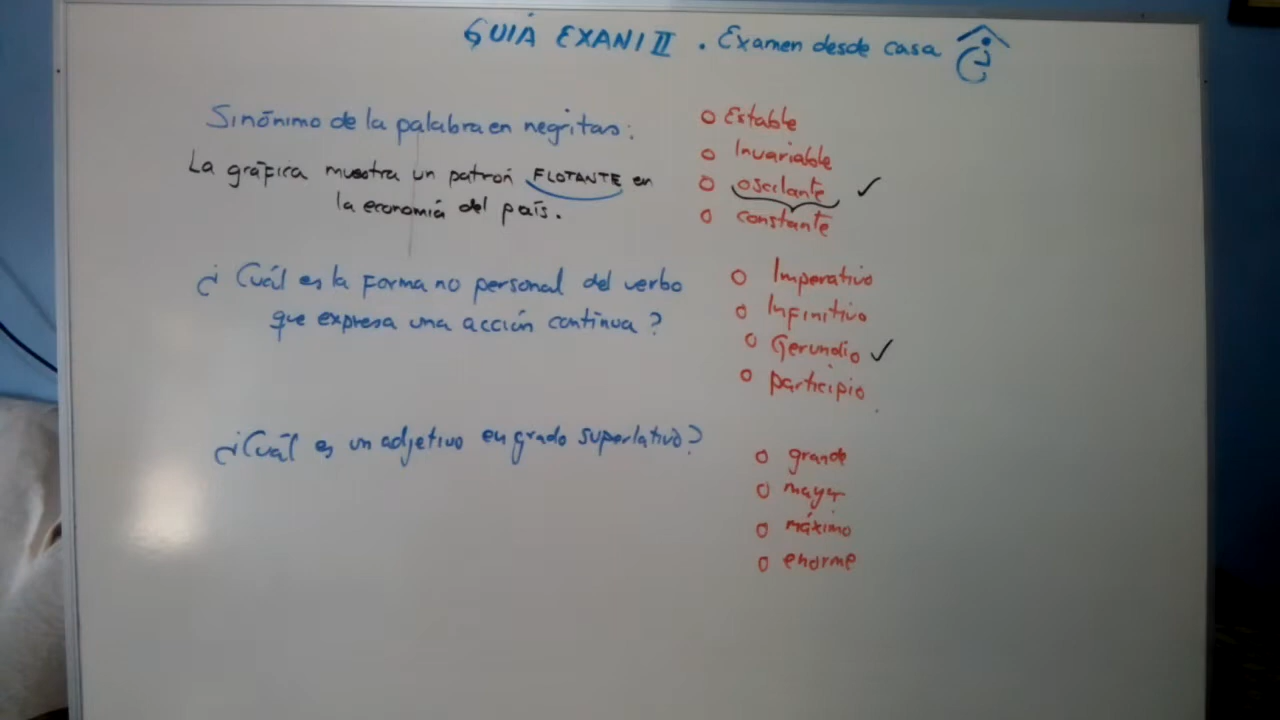 GUIA EXANI II . Examen desde casa
Sinónimo de la palabra en negritas:
La gráfica muestra un patrón FLOTANTE en
la economía del país.
o Estable
o Invariable
o oscilante ✓
o constante
¿Cuál es la forma no personal del verbo
que expresa una acción continua?
o Imperativo
o Infinitivo
o Gerundio ✓
o participio
¿Cuál es un adjetivo en grado superlativo?
o grande
o mayor
o máximo
o enorme